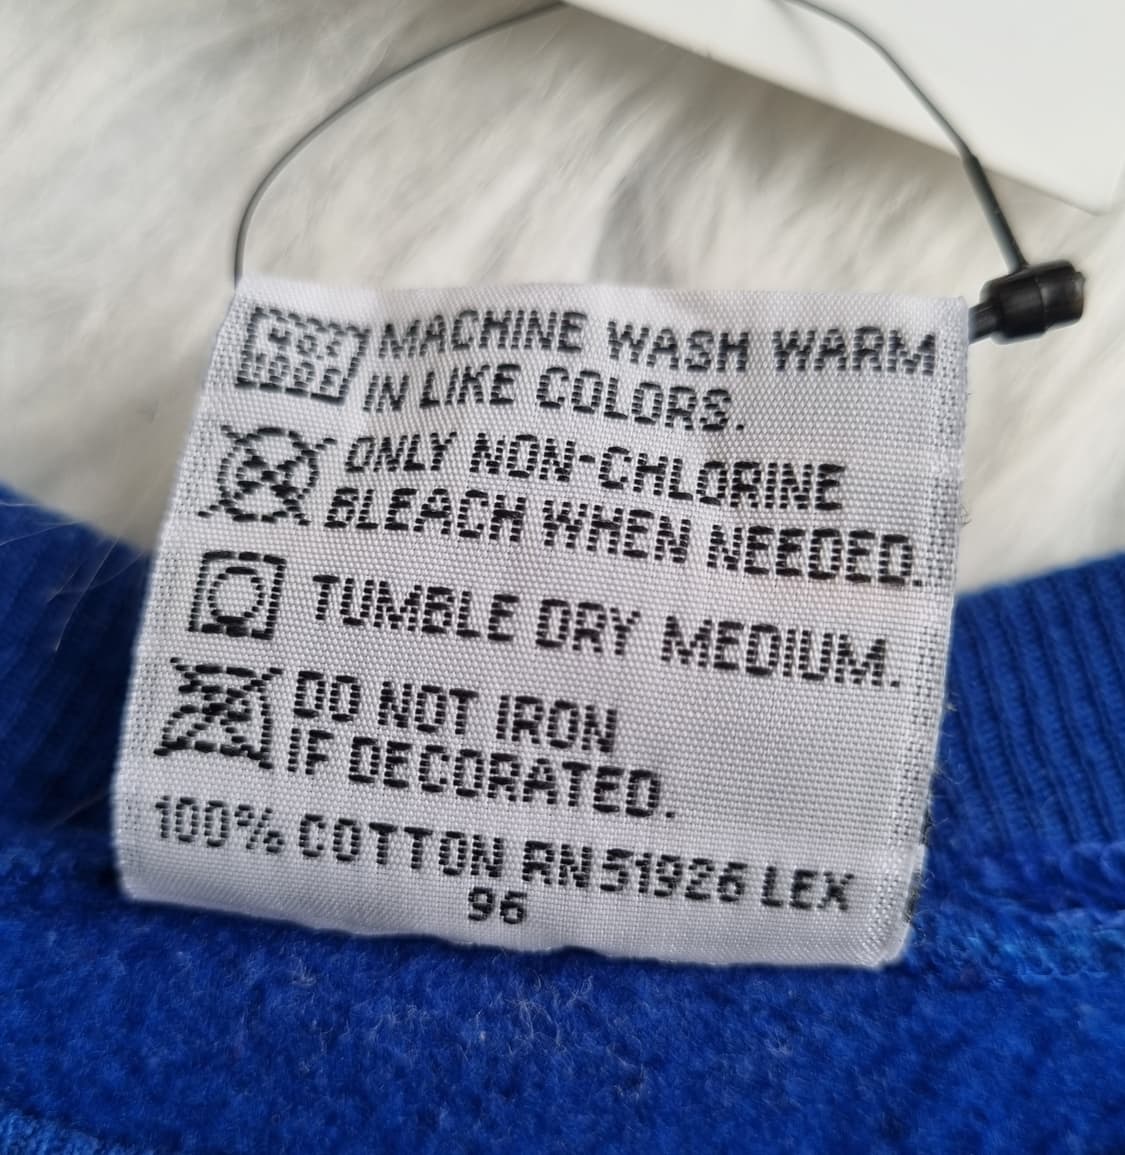 MACHINE WASH WARM
IN LIKE COLORS.
ONLY NON-CHLORINE
BLEACH WHEN NEEDED.
TUMBLE DRY MEDIUM.
DO NOT IRON
IF DECORATED.
100% COTTON RN51926 LEX
96